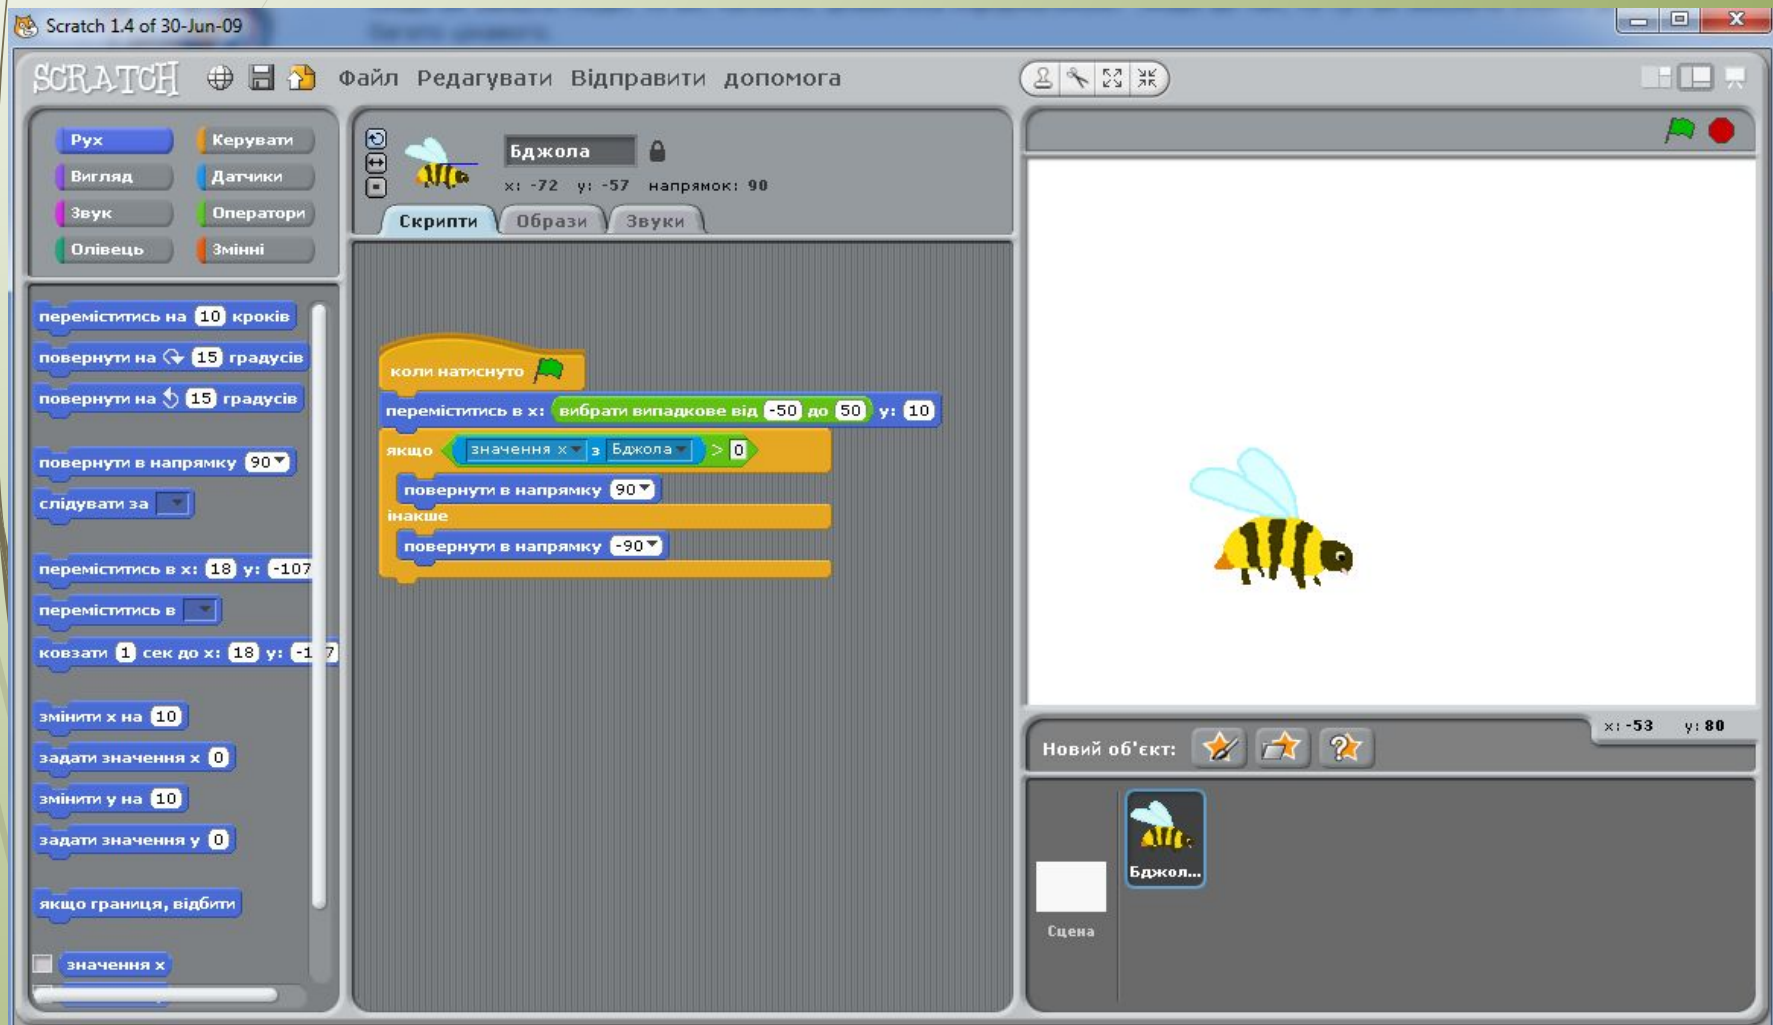 Scratch 1.4 of 30-Jun-09
SCRATCH Файл Редагувати Відправити допомога
Рух Керувати
Вигляд Датчики
Звук Оператори
Олівець Змінні
Бджола
x: -72 y: -57 напрямок: 90
Скрипти Образи Звуки
переміститись на 10 кроків
повернути на 15 градусів
повернути на 15 градусів
повернути в напрямку 90
слідувати за
переміститись в x: 18 y: -107
переміститись в
ковзати 1 сек до x: 18 y: -1 7
змінити x на 10
задати значення x 0
змінити y на 10
задати значення y 0
якщо границя, відбити
значення x
коли натиснуто
переміститись в x: вибрати випадкове від -50 до 50 y: 10
якщо значення x з Бджола > 0
повернути в напрямку 90
інакше
повернути в напрямку -90
x: -53 y: 80
Новий об'єкт:
Бджол...
Сцена